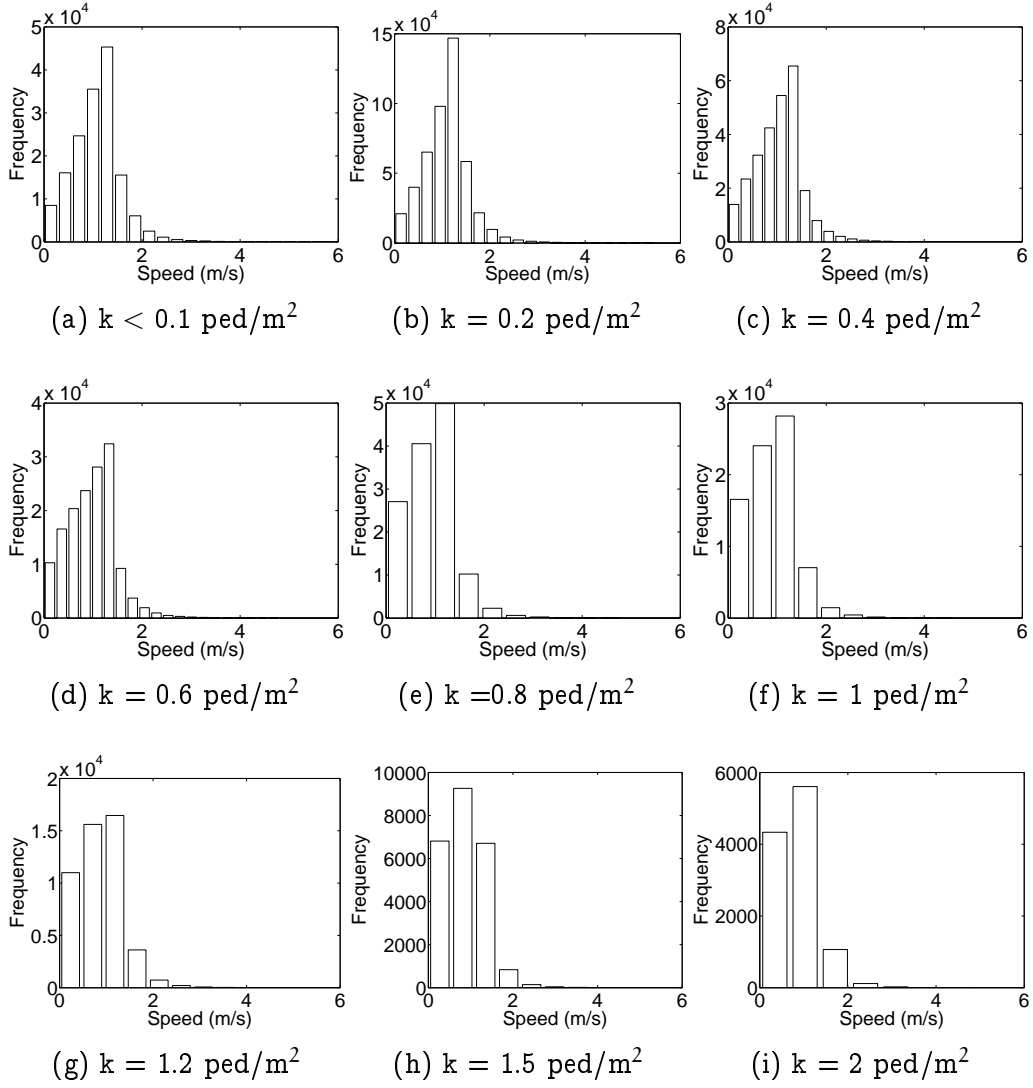 x 10^4
5
4
3
2
1
0
0 2 4 6
Frequency
Speed (m/s)
(a) k < 0.1 ped/m^2
x 10^4
15
10
5
0
0 2 4 6
Frequency
Speed (m/s)
(b) k = 0.2 ped/m^2
x 10^4
8
6
4
2
0
0 2 4 6
Frequency
Speed (m/s)
(c) k = 0.4 ped/m^2
x 10^4
4
3
2
1
0
0 2 4 6
Frequency
Speed (m/s)
(d) k = 0.6 ped/m^2
x 10^4
5
4
3
2
1
0
0 2 4 6
Frequency
Speed (m/s)
(e) k =0.8 ped/m^2
x 10^4
3
2
1
0
0 2 4 6
Frequency
Speed (m/s)
(f) k = 1 ped/m^2
x 10^4
2
1.5
1
0.5
0
0 2 4 6
Frequency
Speed (m/s)
(g) k = 1.2 ped/m^2
10000
8000
6000
4000
2000
0
0 2 4 6
Frequency
Speed (m/s)
(h) k = 1.5 ped/m^2
6000
4000
2000
0
0 2 4 6
Frequency
Speed (m/s)
(i) k = 2 ped/m^2